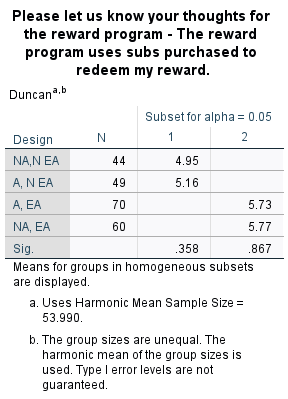 Please let us know your thoughts for
the reward program - The reward
program uses subs purchased to
redeem my reward.
Duncan a,b
Subset for alpha = 0.05
Design N 1 2
NA,N EA 44 4.95
A, N EA 49 5.16
A, EA 70 5.73
NA, EA 60 5.77
Sig. .358 .867
Means for groups in homogeneous subsets
are displayed.
a. Uses Harmonic Mean Sample Size =
53.990.
b. The group sizes are unequal. The
harmonic mean of the group sizes is
used. Type I error levels are not
guaranteed.